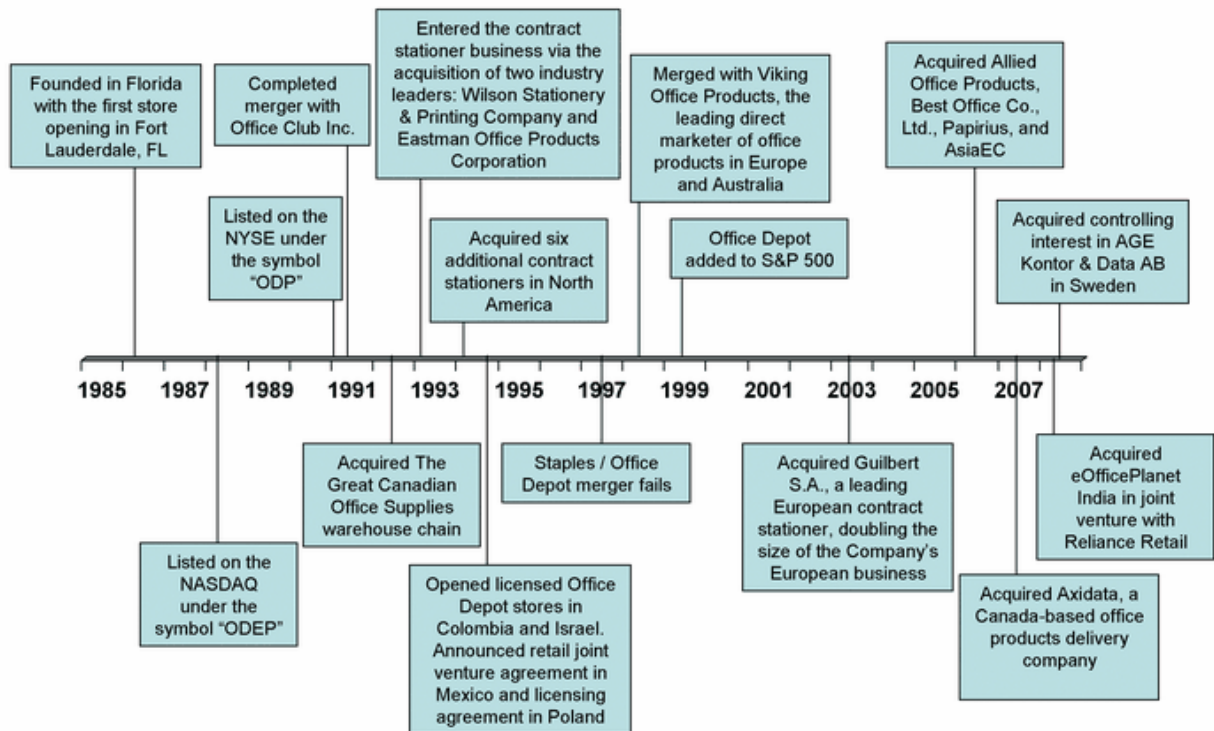 Founded in Florida
with the first store
opening in Fort
Lauderdale, FL
Completed
merger with
Office Club Inc.
Entered the contract
stationer business via the
acquisition of two industry
leaders: Wilson Stationery
& Printing Company and
Eastman Office Products
Corporation
Merged with Viking
Office Products, the
leading direct
marketer of office
products in Europe
and Australia
Acquired Allied
Office Products,
Best Office Co.,
Ltd., Papirius, and
AsiaEC
Listed on the
NYSE under
the symbol
“ODP”
Acquired six
additional contract
stationers in North
America
Office Depot
added to S&P 500
Acquired controlling
interest in AGE
Kontor & Data AB
in Sweden
1985 1987 1989 1991 1993 1995 1997 1999 2001 2003 2005 2007
Listed on the
NASDAQ
under the
symbol “ODEP”
Acquired The
Great Canadian
Office Supplies
warehouse chain
Opened licensed Office
Depot stores in
Colombia and Israel.
Announced retail joint
venture agreement in
Mexico and licensing
agreement in Poland
Staples / Office
Depot merger fails
Acquired Guilbert
S.A., a leading
European contract
stationer, doubling the
size of the Company’s
European business
Acquired Axidata, a
Canada-based office
products delivery
company
Acquired
eOfficePlanet
India in joint
venture with
Reliance Retail